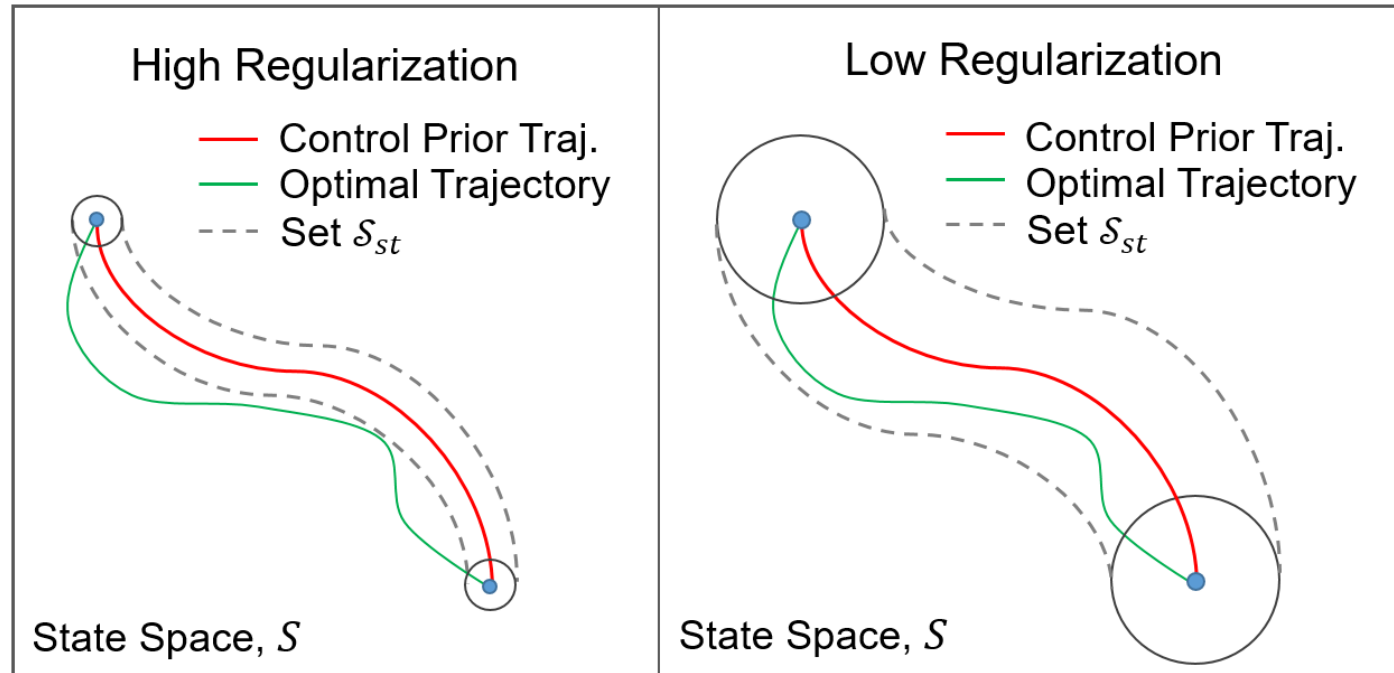 High Regularization
Control Prior Traj.
Optimal Trajectory
Set 𝒮ₛₜ
State Space, 𝑆
Low Regularization
Control Prior Traj.
Optimal Trajectory
Set 𝒮ₛₜ
State Space, 𝑆